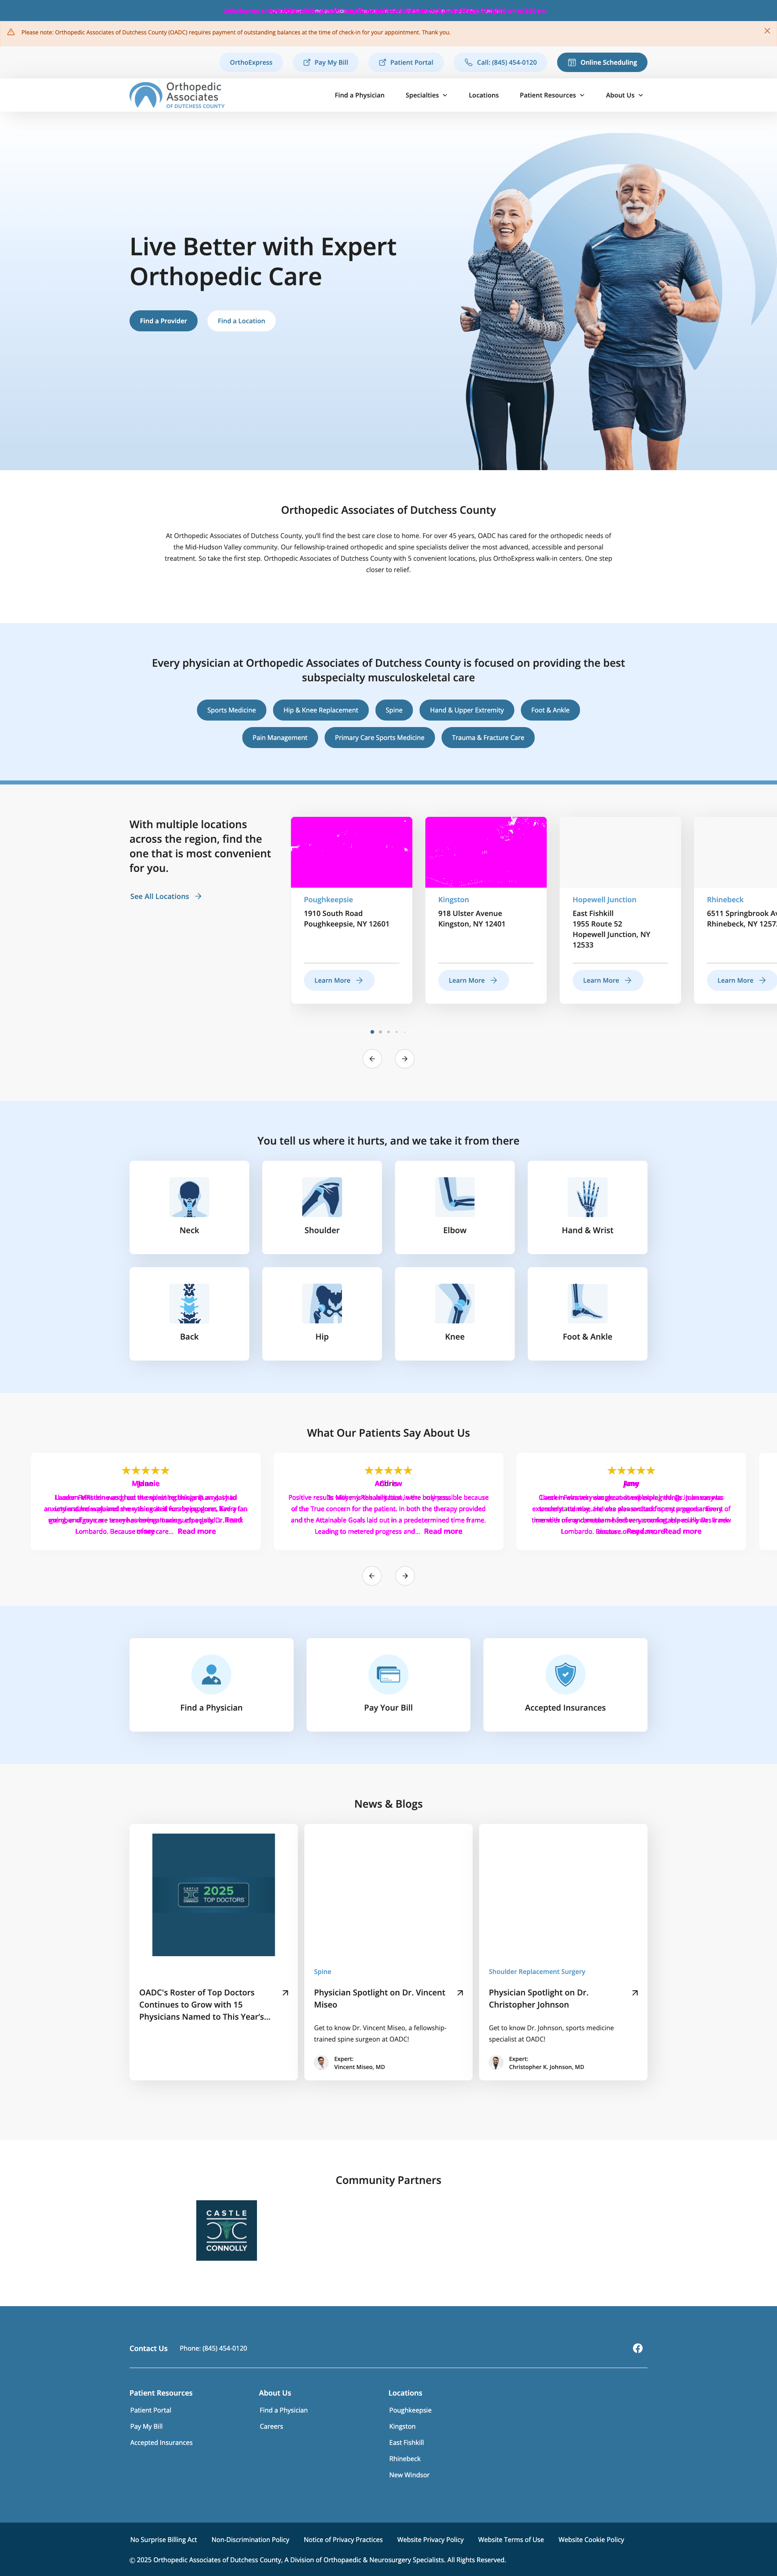 Please note: Orthopedic Associates of Dutchess County (OADC) requires payment of outstanding balances at the time of check-in for your appointment. Thank you.
OrthoExpress
Pay My Bill
Patient Portal
Call: (845) 454-0120
Online Scheduling
Orthopedic
Associates
OF DUTCHESS COUNTY
Find a Physician
Specialties
Locations
Patient Resources
About Us
Live Better with Expert
Orthopedic Care
Find a Provider
Find a Location
Orthopedic Associates of Dutchess County
At Orthopedic Associates of Dutchess County, you'll find the best care close to home. For over 45 years, OADC has cared for the orthopedic needs of
the Mid-Hudson Valley community. Our fellowship-trained orthopedic and spine specialists deliver the most advanced, accessible and personal
treatment. So take the first step. Orthopedic Associates of Dutchess County with 5 convenient locations, plus OrthoExpress walk-in centers. One step
closer to relief.
Every physician at Orthopedic Associates of Dutchess County is focused on providing the best
subspecialty musculoskeletal care
Sports Medicine
Hip & Knee Replacement
Spine
Hand & Upper Extremity
Foot & Ankle
Pain Management
Primary Care Sports Medicine
Trauma & Fracture Care
With multiple locations
across the region, find the
one that is most convenient
for you.
See All Locations
Poughkeepsie
1910 South Road
Poughkeepsie, NY 12601
Learn More
Kingston
918 Ulster Avenue
Kingston, NY 12401
Learn More
Hopewell Junction
East Fishkill
1955 Route 52
Hopewell Junction, NY
12533
Learn More
Rhinebeck
6511 Springbrook
Rhinebeck, NY
Learn More
You tell us where it hurts, and we take it from there
Neck
Shoulder
Elbow
Hand & Wrist
Back
Hip
Knee
Foot & Ankle
What Our Patients Say About Us
Lombardo. Because of my care... Read more
of the True concern for the patient. In both the therapy provided
and the Attainable Goals laid out in a predetermined time frame.
Leading to metered progress and... Read more
Read more
Find a Physician
Pay Your Bill
Accepted Insurances
News & Blogs
CASTLE
CONNOLLY
2025
TOP DOCTORS
OADC's Roster of Top Doctors
Continues to Grow with 15
Physicians Named to This Year's...
Spine
Physician Spotlight on Dr. Vincent
Miseo
Get to know Dr. Vincent Miseo, a fellowship-
trained spine surgeon at OADC!
Expert:
Vincent Miseo, MD
Shoulder Replacement Surgery
Physician Spotlight on Dr.
Christopher Johnson
Get to know Dr. Johnson, sports medicine
specialist at OADC!
Expert:
Christopher K. Johnson, MD
Community Partners
CASTLE
CONNOLLY
Contact Us
Phone: (845) 454-0120
Patient Resources
Patient Portal
Pay My Bill
Accepted Insurances
About Us
Find a Physician
Careers
Locations
Poughkeepsie
Kingston
East Fishkill
Rhinebeck
New Windsor
No Surprise Billing Act
Non-Discrimination Policy
Notice of Privacy Practices
Website Privacy Policy
Website Terms of Use
Website Cookie Policy
© 2025 Orthopedic Associates of Dutchess County, A Division of Orthopaedic & Neurosurgery Specialists. All Rights Reserved.